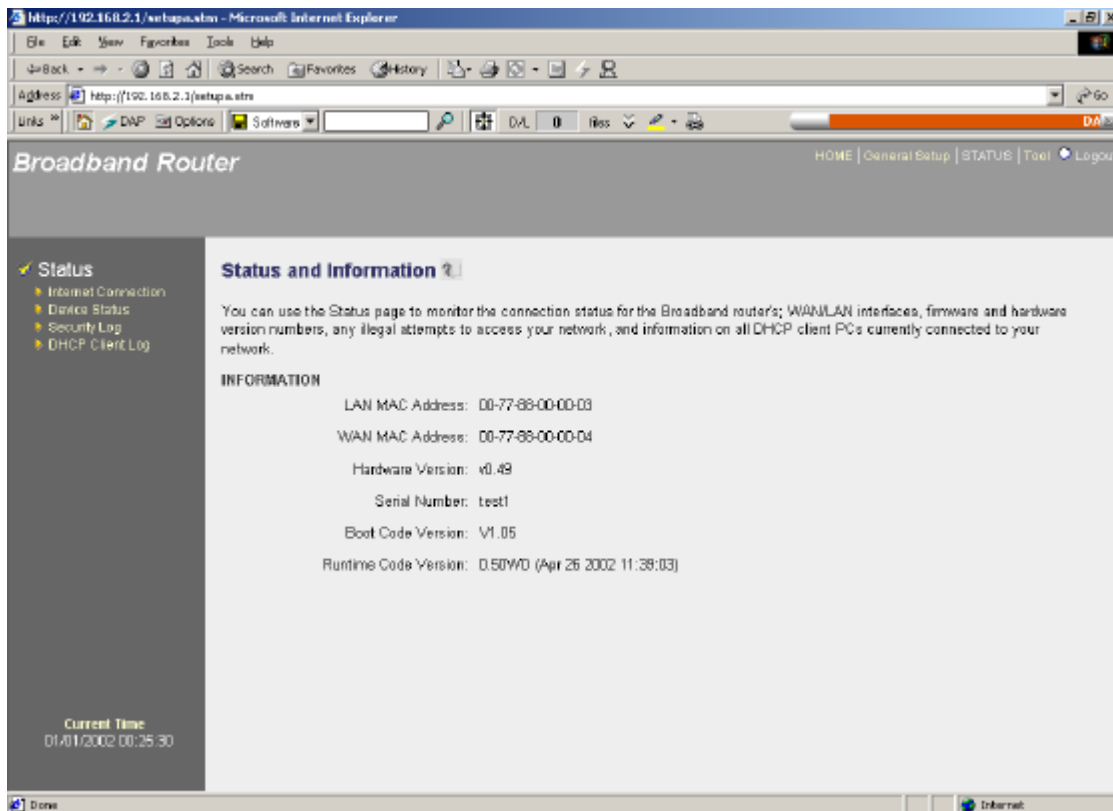 http://192.168.2.1/setupa.stm - Microsoft Internet Explorer
File Edit View Favorites Tools Help
Back Search Favorites History
Address http://192.168.2.1/setupa.stm Go
Links » DAP Options Software D/L 0 files DA
Broadband Router
HOME | General Setup | STATUS | Tool Logou
Status
Internet Connection
Device Status
Security Log
DHCP Client Log
Status and Information
You can use the Status page to monitor the connection status for the Broadband router's; WAN/LAN interfaces, firmware and hardware
version numbers, any illegal attempts to access your network, and information on all DHCP client PCs currently connected to your
network.
INFORMATION
LAN MAC Address: 00-77-88-00-00-03
WAN MAC Address: 00-77-88-00-00-04
Hardware Version: v0.49
Serial Number: test1
Boot Code Version: V1.05
Runtime Code Version: 0.50W0 (Apr 26 2002 11:39:03)
Current Time
01/01/2002 00:25:30
Done Internet